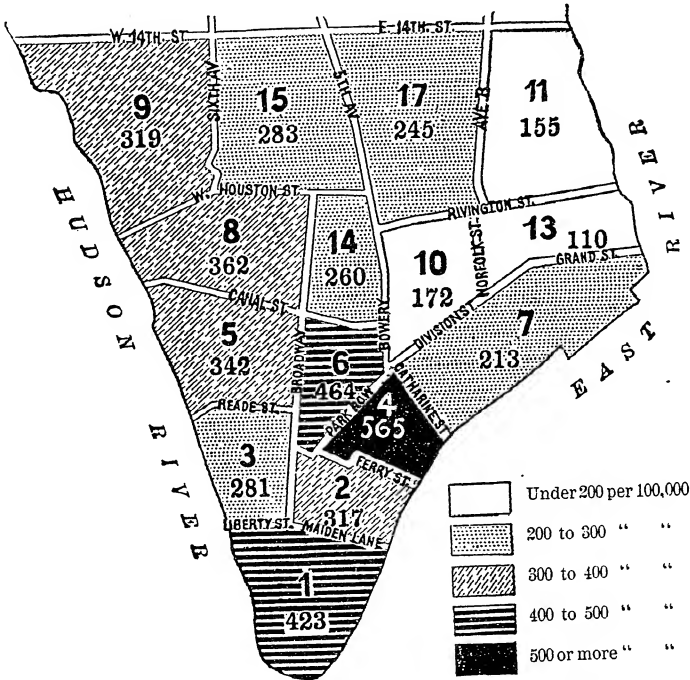 W. 14TH ST.
E. 14TH. ST.
SIXTH AV
5TH AV
AVE B
9
319
15
283
17
245
11
155
HUDSON
RIVER
EAST
RIVER
W. HOUSTON ST.
RIVINGTON ST.
NORFOLK ST.
8
362
14
260
10
172
13
110
GRAND ST.
CANAL ST
BROADWAY
BOWERY
DIVISION ST
7
213
5
342
6
464
PARK ROW
CATHARINE ST
4
565
READE ST.
FERRY ST.
3
281
2
317
LIBERTY ST.
MAIDEN LANE
1
423
Under 200 per 100,000
200 to 300 “ “
300 to 400 “ “
400 to 500 “ “
500 or more “ “